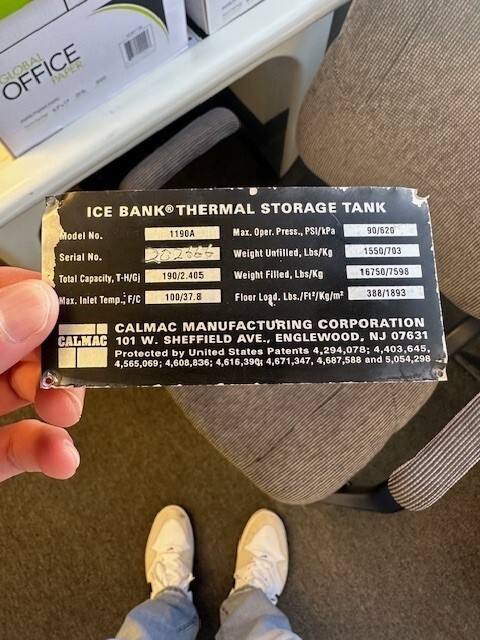 GLOBAL
OFFICE
PAPER
ICE BANK® THERMAL STORAGE TANK
Model No. 1190A Max. Oper. Press., PSI/kPa 90/620
Serial No. Weight Unfilled, Lbs/Kg 1550/703
Total Capacity, T-H/Gj 190/2.405 Weight Filled, Lbs/Kg 16750/7598
Max. Inlet Temp., F/C 100/37.8 Floor Load, Lbs./Ft²/Kg/m² 388/1893
CALMAC
CALMAC MANUFACTURING CORPORATION
101 W. SHEFFIELD AVE., ENGLEWOOD, NJ 07631
Protected by United States Patents 4,294,078; 4,403,645,
4,565,069; 4,608,836; 4,616,390; 4,671,347, 4,687,588 and 5,054,298